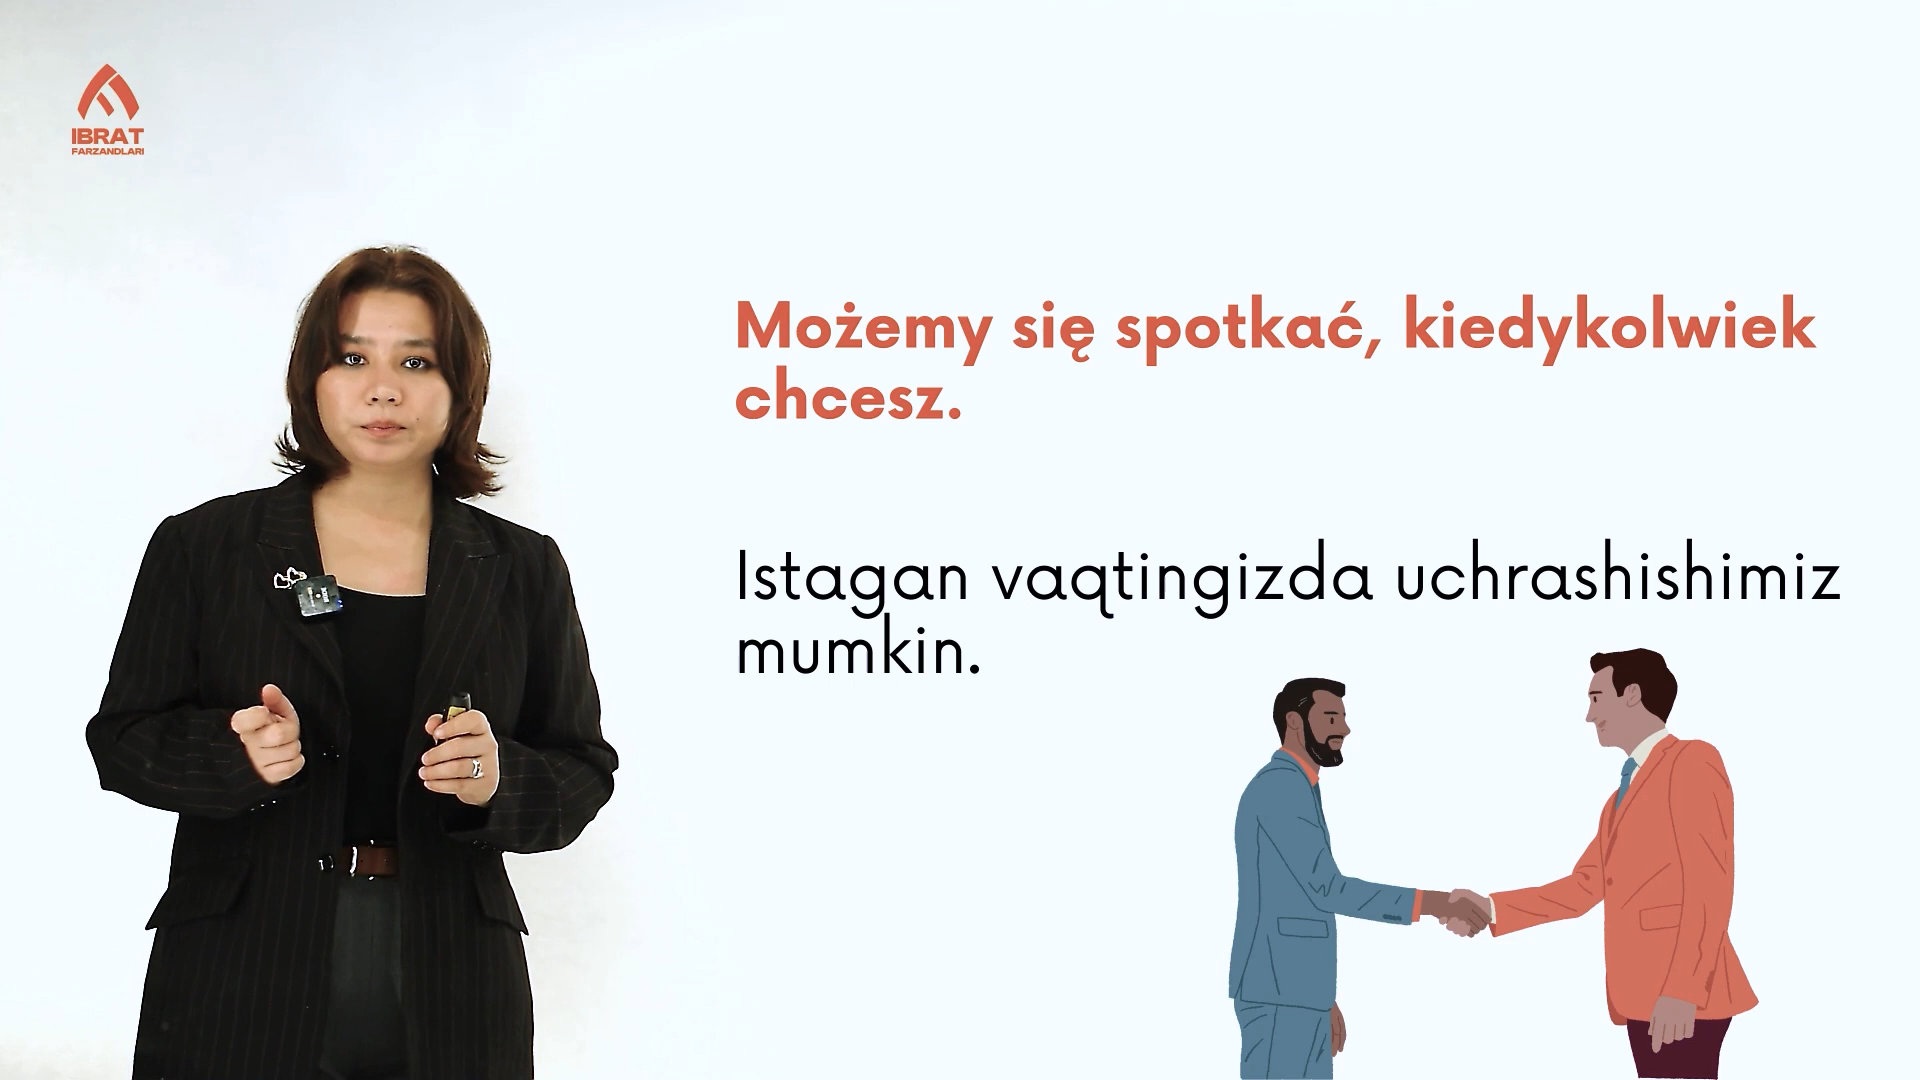 IBRAT
FARZANDLARI
Możemy się spotkać, kiedykolwiek
chcesz.
Istagan vaqtingizda uchrashishimiz
mumkin.